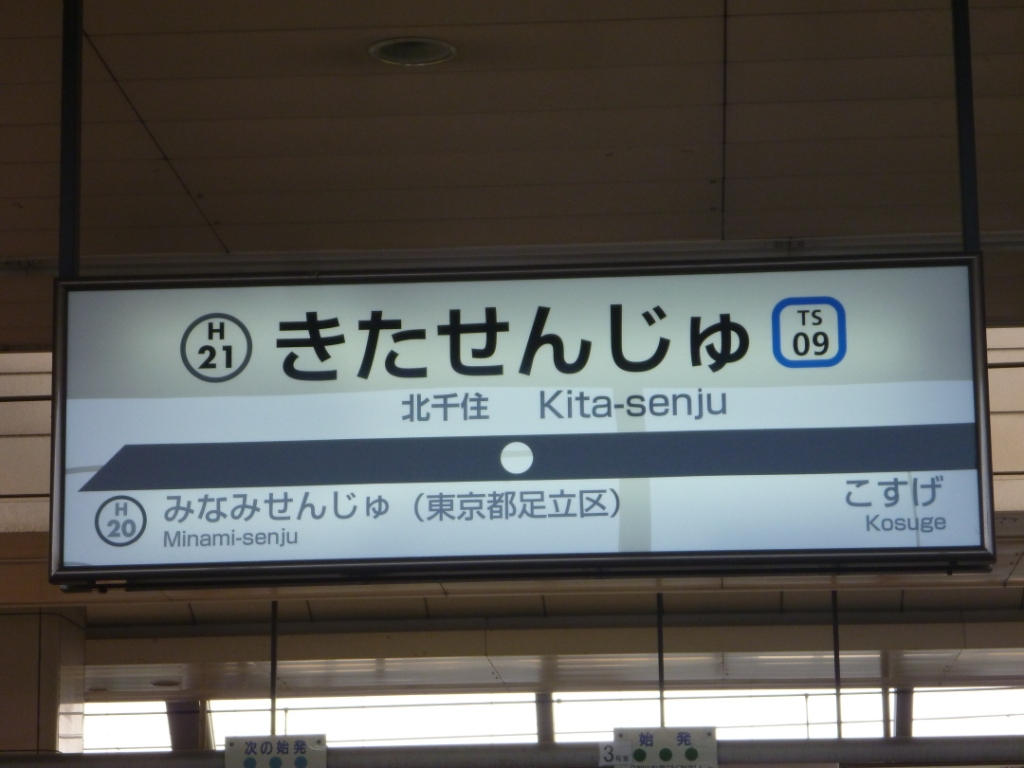 H
21
きたせんじゅ
TS
09
北千住 Kita-senju
H
20
みなみせんじゅ (東京都足立区)
Minami-senju
こすげ
Kosuge
次の始発
3号車
始 発